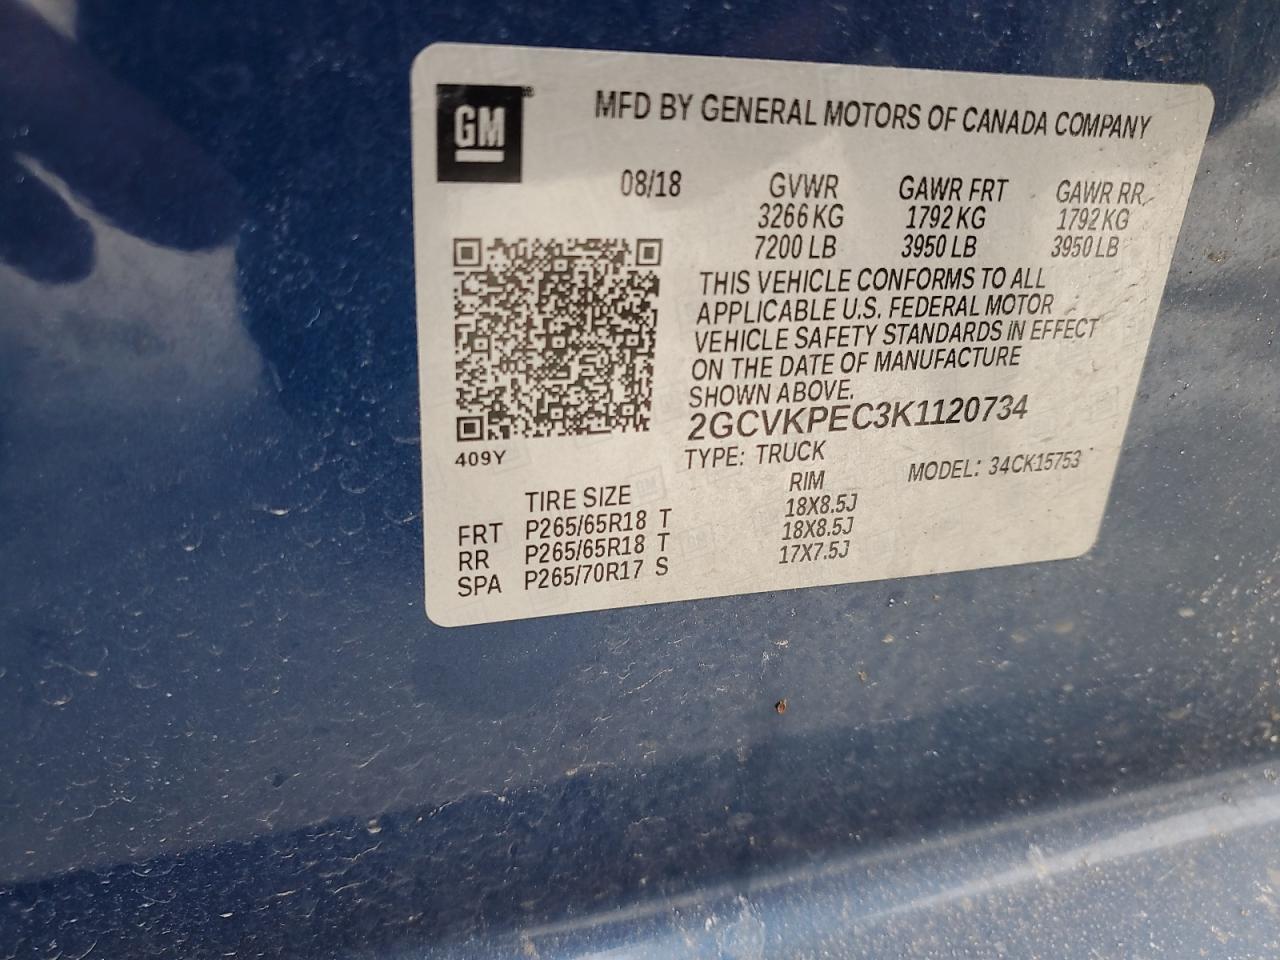 GM
MFD BY GENERAL MOTORS OF CANADA COMPANY
08/18 GVWR GAWR FRT GAWR RR
3266 KG 1792 KG 1792 KG
7200 LB 3950 LB 3950 LB
THIS VEHICLE CONFORMS TO ALL
APPLICABLE U.S. FEDERAL MOTOR
VEHICLE SAFETY STANDARDS IN EFFECT
ON THE DATE OF MANUFACTURE
SHOWN ABOVE.
2GCVKPEC3K1120734
409Y
TYPE: TRUCK MODEL: 34CK15753
TIRE SIZE RIM
FRT P265/65R18 T 18X8.5J
RR P265/65R18 T 18X8.5J
SPA P265/70R17 S 17X7.5J